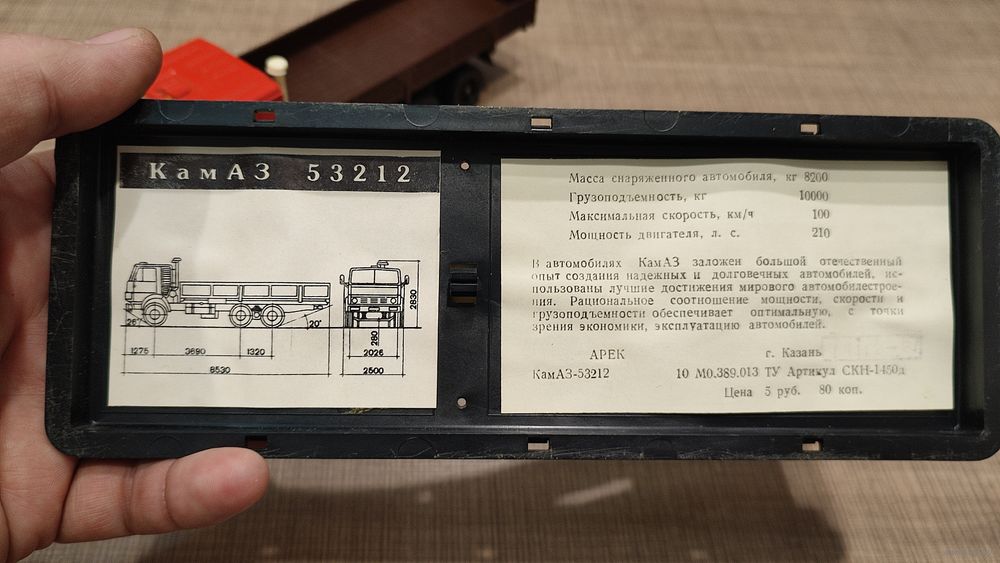 КамАЗ 53212
2830
26°
20°
280
1275 3690 1320 2026
8530 2500
Масса снаряженного автомобиля, кг 8200
Грузоподъемность, кг 10000
Максимальная скорость, км/ч 100
Мощность двигателя, л. с. 210
В автомобилях КамАЗ заложен большой отечественный
опыт создания надежных и долговечных автомобилей, ис-
пользованы лучшие достижения мирового автомобилестрое-
ния. Рациональное соотношение мощности, скорости и
грузоподъемности обеспечивает оптимальную, с точки
зрения экономики, эксплуатацию автомобилей.
АРЕК г. Казань
КамАЗ-53212 10 М0.389.013 ТУ Артикул СКН-1450д
Цена 5 руб. 80 коп.